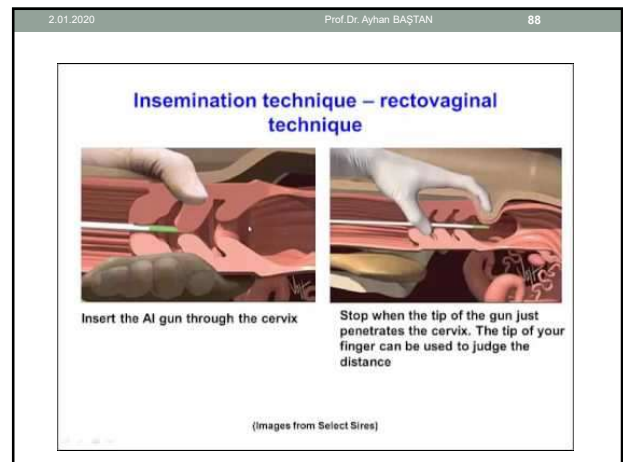 2.01.2020 Prof.Dr. Ayhan BAŞTAN 88
Insemination technique – rectovaginal
technique
Insert the AI gun through the cervix
Stop when the tip of the gun just
penetrates the cervix. The tip of your
finger can be used to judge the
distance
(Images from Select Sires)